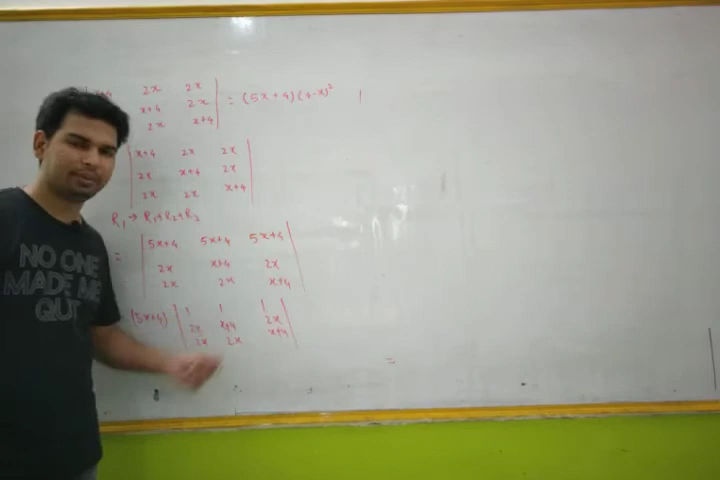 2x 2x
x+4 2x = (5x+4)(4-x)²
2x x+4
x+4 2x 2x
2x x+4 2x
2x 2x x+4
R₁ → R₁+R₂+R₃
= 5x+4 5x+4 5x+4
2x x+4 2x
2x 2x x+4
(5x+4) 1 1 1
2x x+4 2x
2x 2x x+4
=
NO ONE
MADE ME
QUT